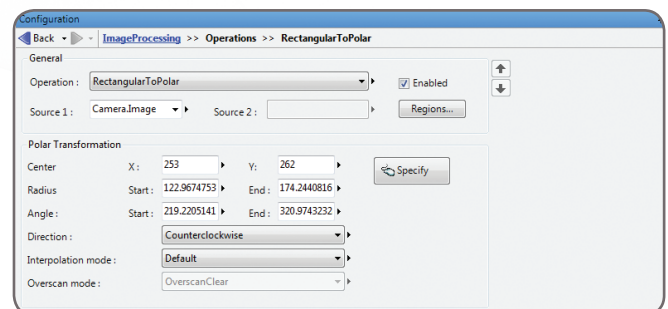 Configuration
Back ImageProcessing >> Operations >> RectangularToPolar
General
Operation : RectangularToPolar Enabled
Source 1 : Camera.Image Source 2 : Regions...
Polar Transformation
Center X : 253 Y : 262 Specify
Radius Start : 122.9674753 End : 174.2440816
Angle : Start : 219.2205141 End : 320.9743232
Direction : Counterclockwise
Interpolation mode : Default
Overscan mode : OverscanClear